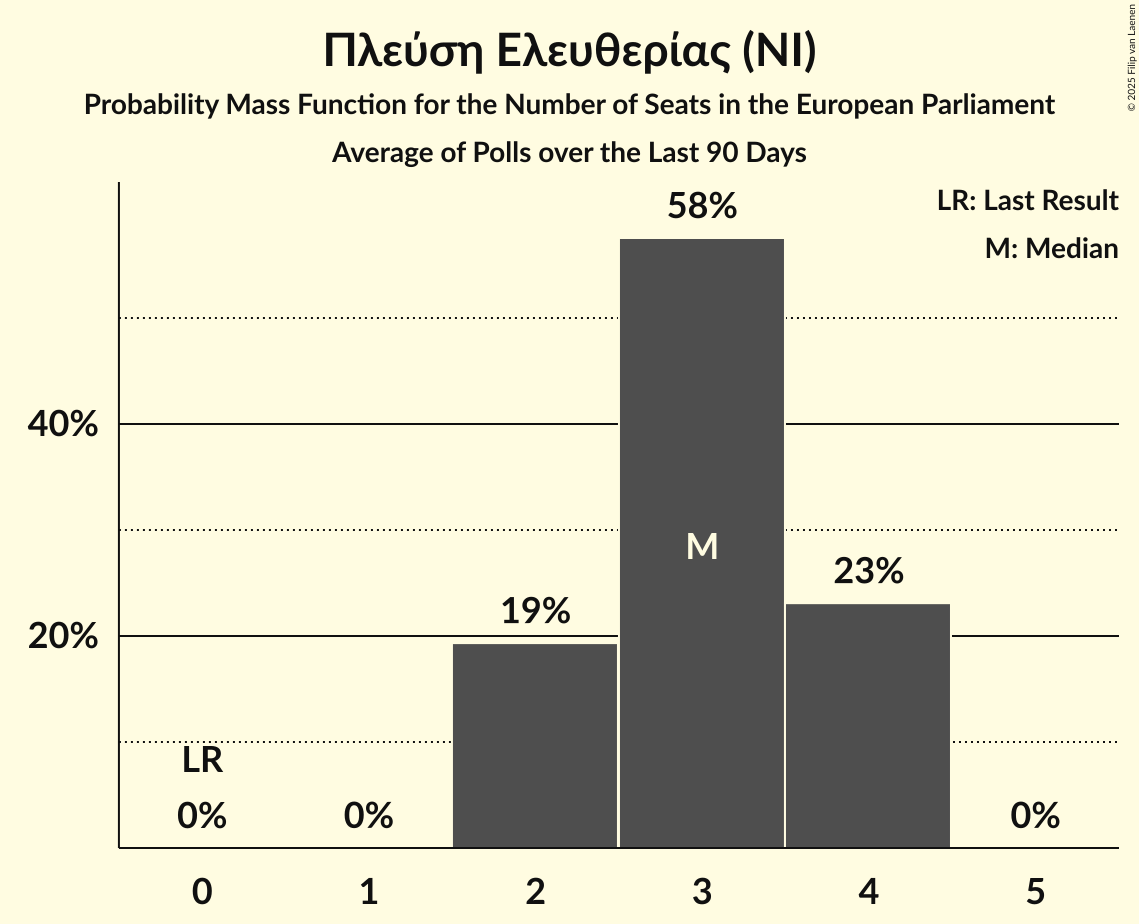 Πλεύση Ελευθερίας (NI)
Probability Mass Function for the Number of Seats in the European Parliament
Average of Polls over the Last 90 Days
© 2025 Filip van Laenen
LR: Last Result
M: Median
58%
40%
M
23%
19%
20%
LR
0%
0%
0%
0
1
2
3
4
5